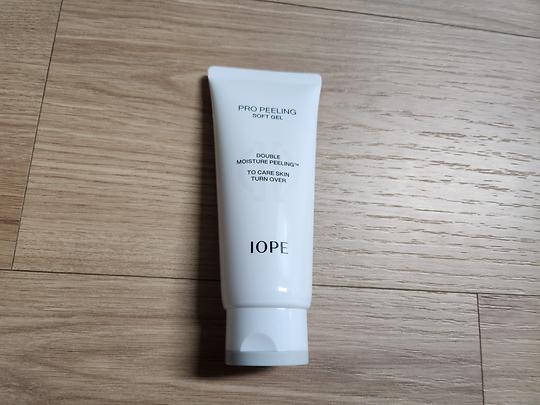 PRO PEELING
SOFT GEL
DOUBLE
MOISTURE PEELING™
TO CARE SKIN
TURN OVER
IOPE